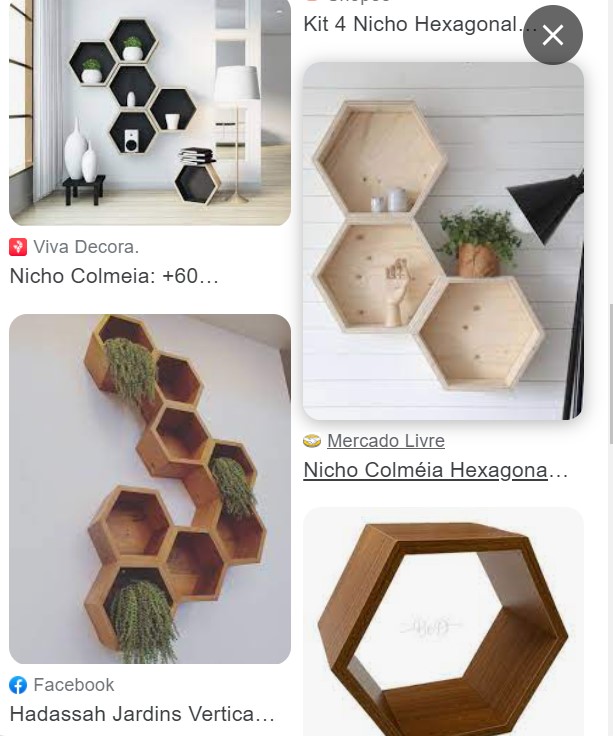 Kit 4 Nicho Hexagonal...
Viva Decora.
Nicho Colmeia: +60...
Mercado Livre
Nicho Colméia Hexagona...
Facebook
Hadassah Jardins Vertica...